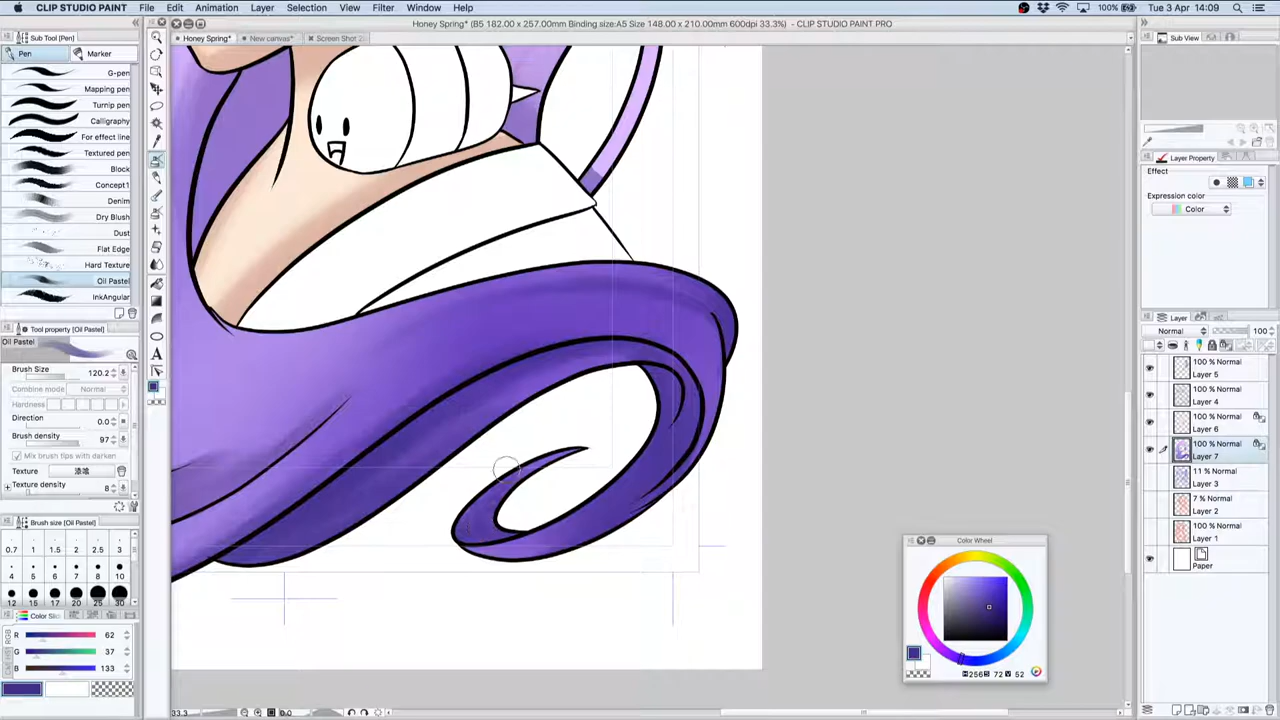 CLIP STUDIO PAINT File Edit Animation Layer Selection View Filter Window Help 100% Tue 3 Apr 14:09
Honey Spring* (B5 182.00 x 257.00mm Binding size:A5 Size 148.00 x 210.00mm 600dpi 33.3%) - CLIP STUDIO PAINT PRO
Sub Tool [Pen]
Honey Spring*
New canvas*
Screen Shot 2
Sub View
Pen
Marker
G-pen
Mapping pen
Turnip pen
Calligraphy
For effect line
Textured pen
Block
Concept1
Denim
Dry Blush
Dust
Flat Edge
Hard Texture
Oil Pastel
InkAngular
Layer Property
Effect
Expression color
Color
Tool property [Oil Pastel]
Oil Pastel
Brush Size 120.2
Combine mode Normal
Hardness
Direction 0.0
Brush density 97
Mix brush tips with darken
Texture
Texture density 8
Layer
Normal 100
100 % Normal
Layer 5
100 % Normal
Layer 4
100 % Normal
Layer 6
100 % Normal
Layer 7
11 % Normal
Layer 3
7 % Normal
Layer 2
100 % Normal
Layer 1
Paper
Brush size [Oil Pastel]
0.7 1 1.5 2 2.5 3
4 5 6 7 8 10
12 15 17 20 25 30
Color Wheel
H 256 S 72 V 52
Color Sli
R 62
G 37
B 133
33.3
0.0